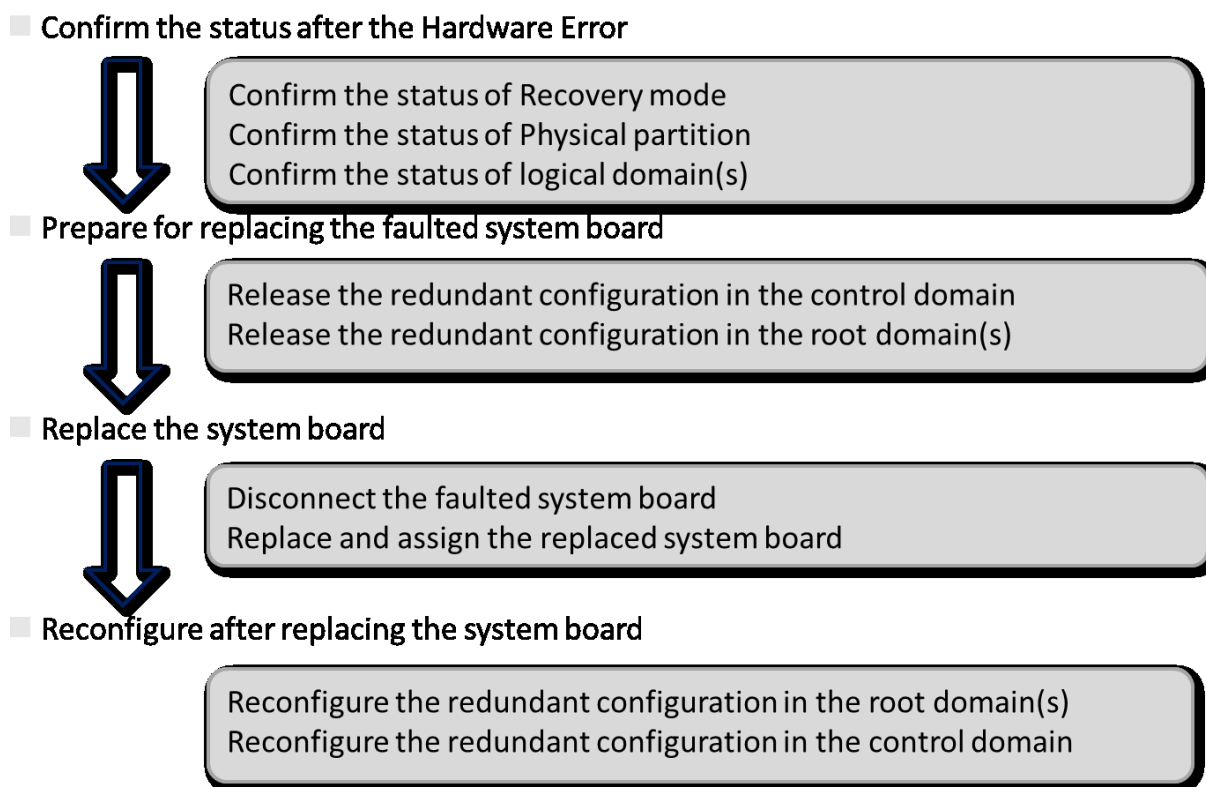 Confirm the status after the Hardware Error
Confirm the status of Recovery mode
Confirm the status of Physical partition
Confirm the status of logical domain(s)
Prepare for replacing the faulted system board
Release the redundant configuration in the control domain
Release the redundant configuration in the root domain(s)
Replace the system board
Disconnect the faulted system board
Replace and assign the replaced system board
Reconfigure after replacing the system board
Reconfigure the redundant configuration in the root domain(s)
Reconfigure the redundant configuration in the control domain